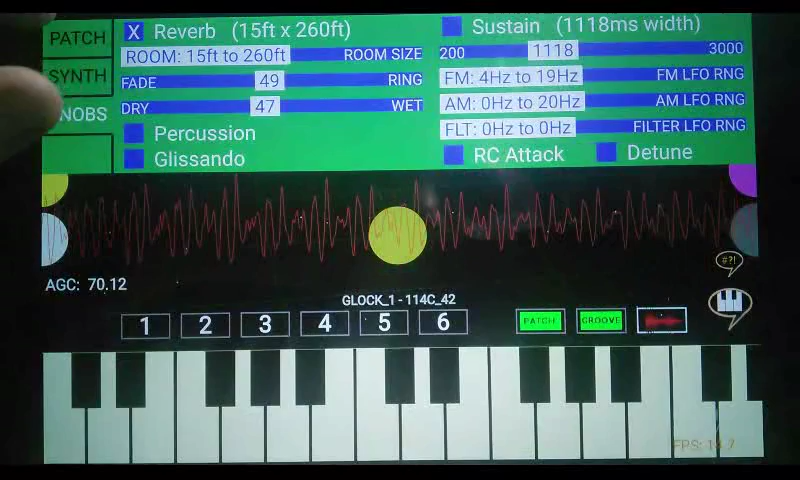 PATCH
X Reverb (15ft x 260ft)
Sustain (1118ms width)
ROOM: 15ft to 260ft ROOM SIZE
200 1118 3000
SYNTH
FADE 49 RING
FM: 4Hz to 19Hz FM LFO RNG
DRY 47 WET
AM: 0Hz to 20Hz AM LFO RNG
NOBS
Percussion
FLT: 0Hz to 0Hz FILTER LFO RNG
Glissando
RC Attack Detune
#?!
AGC: 70.12
GLOCK_1 - 114C_42
1 2 3 4 5 6
PATCH GROOVE